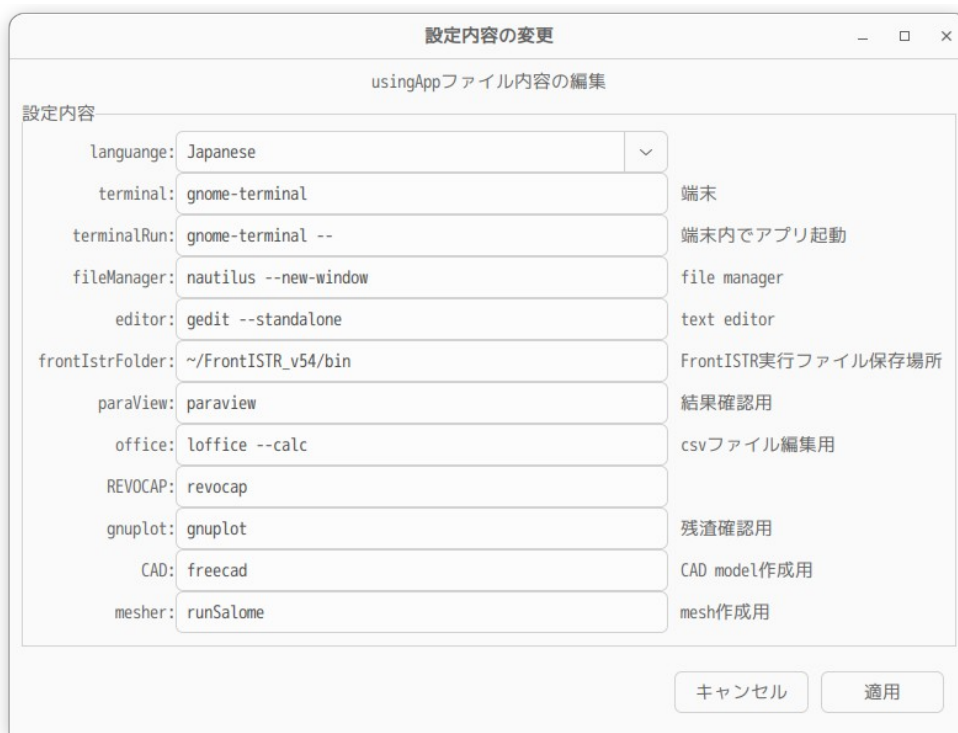 設定内容の変更
usingAppファイル内容の編集
設定内容
languange: Japanese
terminal: gnome-terminal 端末
terminalRun: gnome-terminal -- 端末内でアプリ起動
fileManager: nautilus --new-window file manager
editor: gedit --standalone text editor
frontIstrFolder: ~/FrontISTR_v54/bin FrontISTR実行ファイル保存場所
paraView: paraview 結果確認用
office: loffice --calc csvファイル編集用
REVOCAP: revocap
gnuplot: gnuplot 残渣確認用
CAD: freecad CAD model作成用
mesher: runSalome mesh作成用
キャンセル 適用